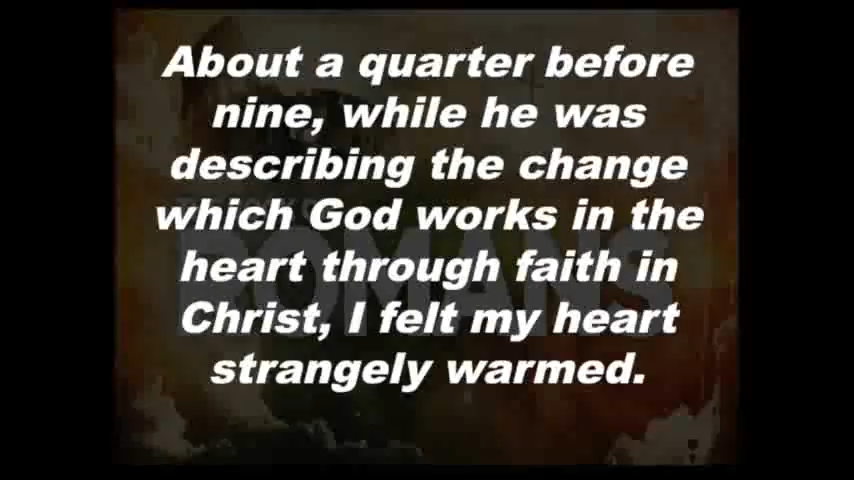 About a quarter before
nine, while he was
describing the change
which God works in the
heart through faith in
Christ, I felt my heart
strangely warmed.
ROMANS